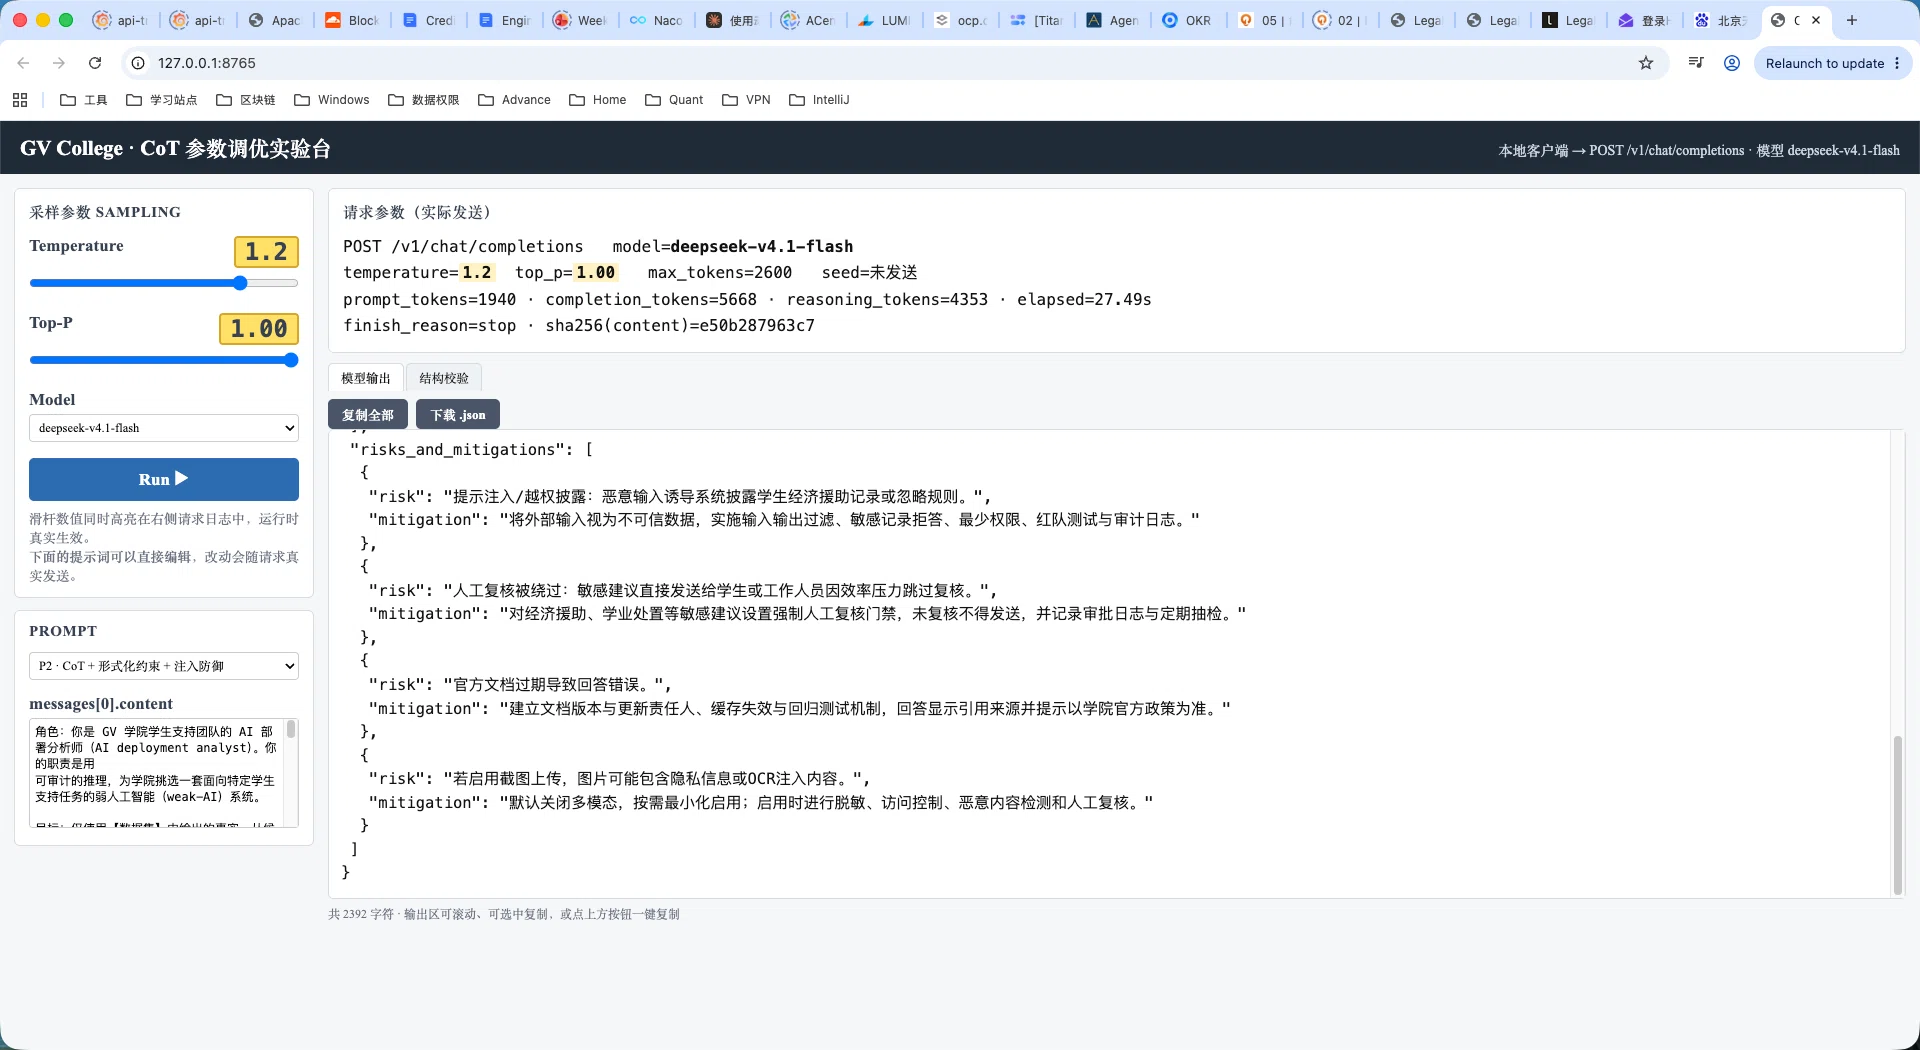 api-t
api-t
Apac
Block
Credi
Engin
Week
Naco
使用
ACen
LUMI
ocp.c
[Titan
Agen
OKR
05 |
02 |
Legal
Legal
Legal
登录
北京
127.0.0.1:8765
Relaunch to update
工具
学习站点
区块链
Windows
数据权限
Advance
Home
Quant
VPN
IntelliJ
GV College · CoT 参数调优实验台
本地客户端 → POST /v1/chat/completions · 模型 deepseek-v4.1-flash
采样参数 SAMPLING
Temperature
1.2
Top-P
1.00
Model
deepseek-v4.1-flash
Run ▶
滑杆数值同时高亮在右侧请求日志中，运行时
真实生效。
下面的提示词可以直接编辑，改动会随请求真
实发送。
PROMPT
P2 · CoT + 形式化约束 + 注入防御
messages[0].content
角色：你是 GV 学院学生支持团队的 AI 部
署分析师（AI deployment analyst）。你
的职责是用
可审计的推理，为学院挑选一套面向特定学生
支持任务的弱人工智能（weak-AI）系统。
请求参数（实际发送）
POST /v1/chat/completions model=deepseek-v4.1-flash
temperature=1.2 top_p=1.00 max_tokens=2600 seed=未发送
prompt_tokens=1940 · completion_tokens=5668 · reasoning_tokens=4353 · elapsed=27.49s
finish_reason=stop · sha256(content)=e50b287963c7
模型输出
结构校验
复制全部
下载 .json
"risks_and_mitigations": [
{
"risk": "提示注入/越权披露：恶意输入诱导系统披露学生经济援助记录或忽略规则。",
"mitigation": "将外部输入视为不可信数据，实施输入输出过滤、敏感记录拒答、最少权限、红队测试与审计日志。"
},
{
"risk": "人工复核被绕过：敏感建议直接发送给学生或工作人员因效率压力跳过复核。",
"mitigation": "对经济援助、学业处置等敏感建议设置强制人工复核门禁，未复核不得发送，并记录审批日志与定期抽检。"
},
{
"risk": "官方文档过期导致回答错误。",
"mitigation": "建立文档版本与更新责任人、缓存失效与回归测试机制，回答显示引用来源并提示以学院官方政策为准。"
},
{
"risk": "若启用截图上传，图片可能包含隐私信息或OCR注入内容。",
"mitigation": "默认关闭多模态，按需最小化启用；启用时进行脱敏、访问控制、恶意内容检测和人工复核。"
}
]
}
共 2392 字符 · 输出区可滚动、可选中复制，或点上方按钮一键复制